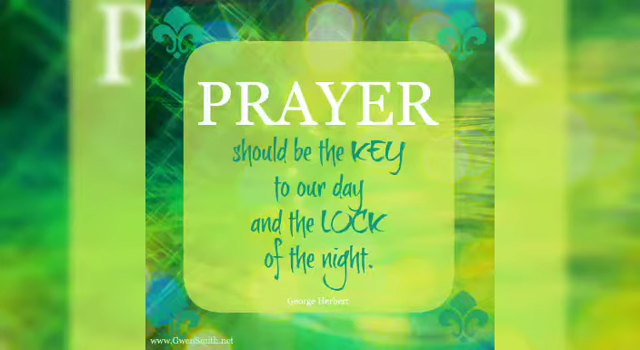 PRAYER
should be the KEY
to our day
and the LOCK
of the night.
George Herbert
www.GwenSmith.net